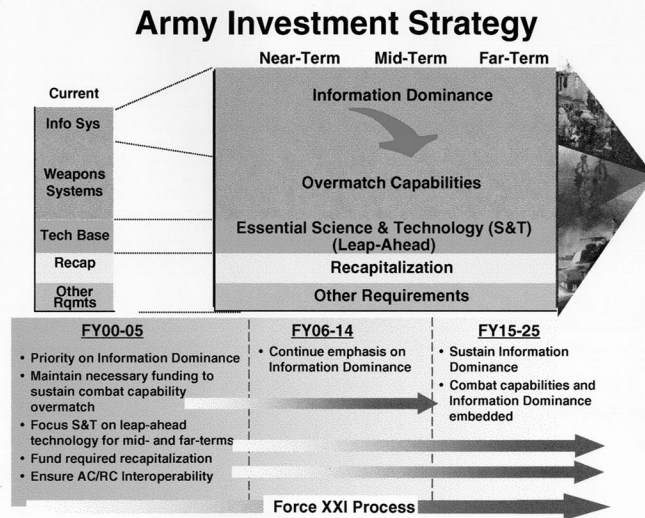 Army Investment Strategy
Near-Term Mid-Term Far-Term
Current
Info Sys
Weapons
Systems
Tech Base
Recap
Other
Rqmts
Information Dominance
Overmatch Capabilities
Essential Science & Technology (S&T)
(Leap-Ahead)
Recapitalization
Other Requirements
FY00-05
• Priority on Information Dominance
• Maintain necessary funding to
sustain combat capability
overmatch
• Focus S&T on leap-ahead
technology for mid- and far-terms
• Fund required recapitalization
• Ensure AC/RC Interoperability
FY06-14
• Continue emphasis on
Information Dominance
FY15-25
• Sustain Information
Dominance
• Combat capabilities and
Information Dominance
embedded
Force XXI Process